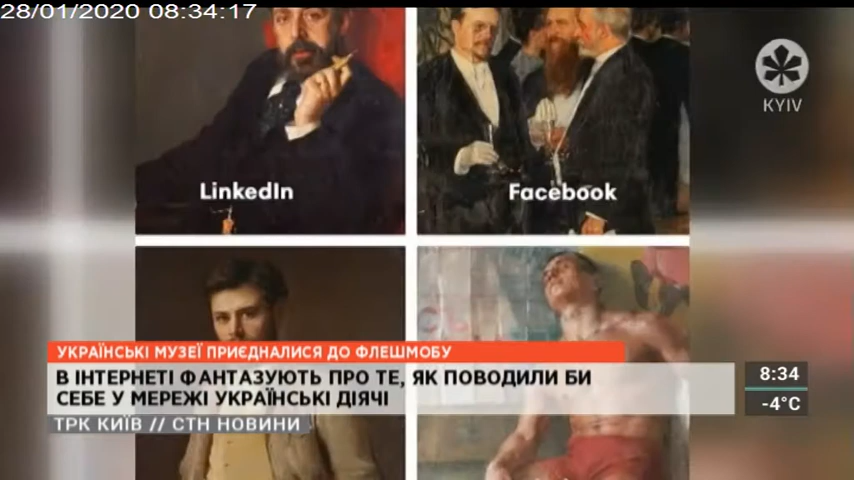 28/01/2020 08:34:17
KYIV
LinkedIn
Facebook
УКРАЇНСЬКІ МУЗЕЇ ПРИЄДНАЛИСЯ ДО ФЛЕШМОБУ
В ІНТЕРНЕТІ ФАНТАЗУЮТЬ ПРО ТЕ, ЯК ПОВОДИЛИ БИ
СЕБЕ У МЕРЕЖІ УКРАЇНСЬКІ ДІЯЧІ
8:34
-4°C
ТРК КИЇВ // СТН НОВИНИ